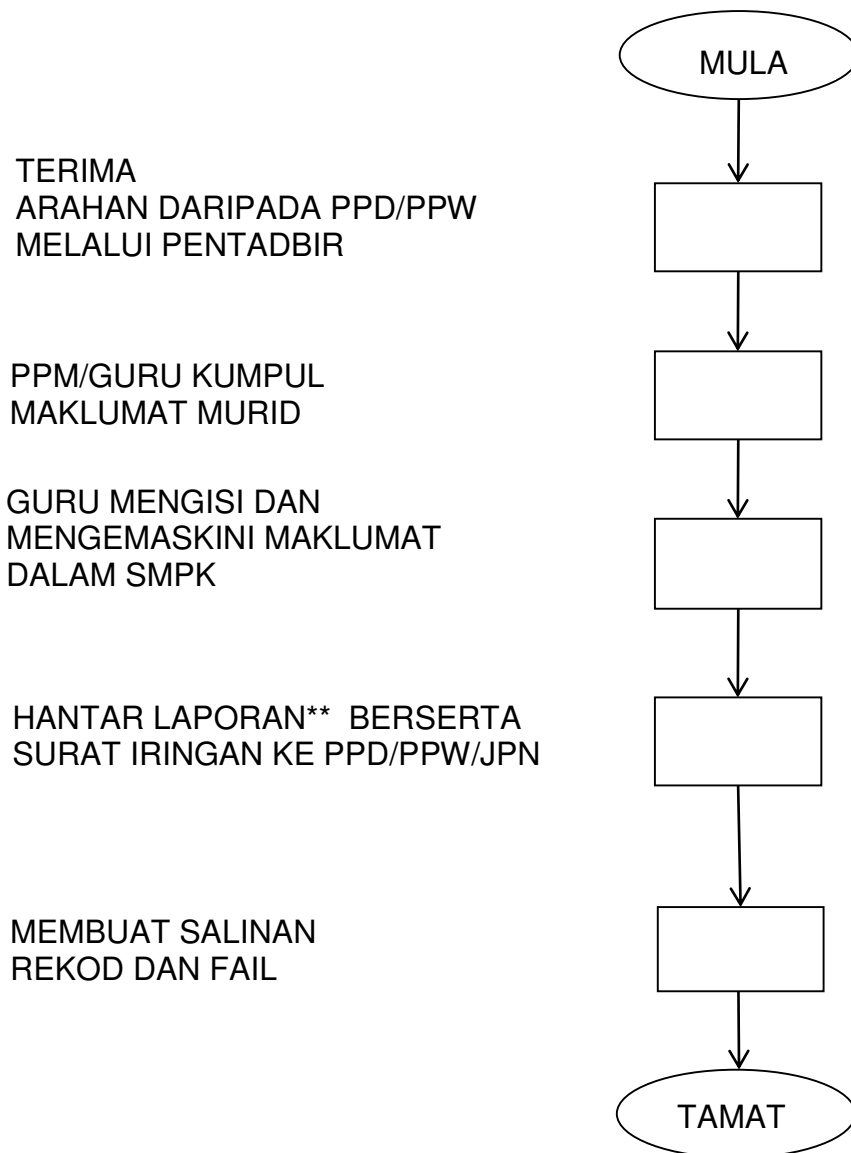 MULA
TERIMA
ARAHAN DARIPADA PPD/PPW
MELALUI PENTADBIR
PPM/GURU KUMPUL
MAKLUMAT MURID
GURU MENGISI DAN
MENGEMASKINI MAKLUMAT
DALAM SMPK
HANTAR LAPORAN** BERSERTA
SURAT IRINGAN KE PPD/PPW/JPN
MEMBUAT SALINAN
REKOD DAN FAIL
TAMAT